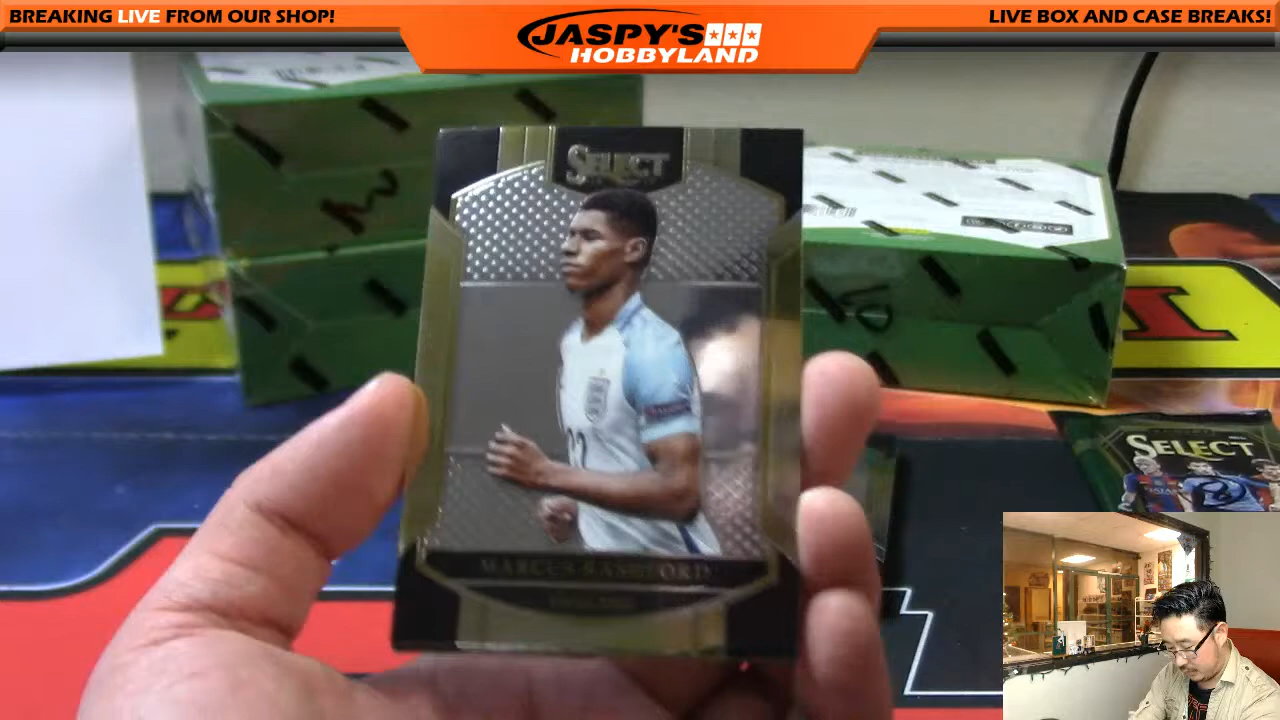 BREAKING LIVE FROM OUR SHOP!
JASPY'S
HOBBYLAND
LIVE BOX AND CASE BREAKS!
SELECT
MARCUS RASHFORD
SELECT